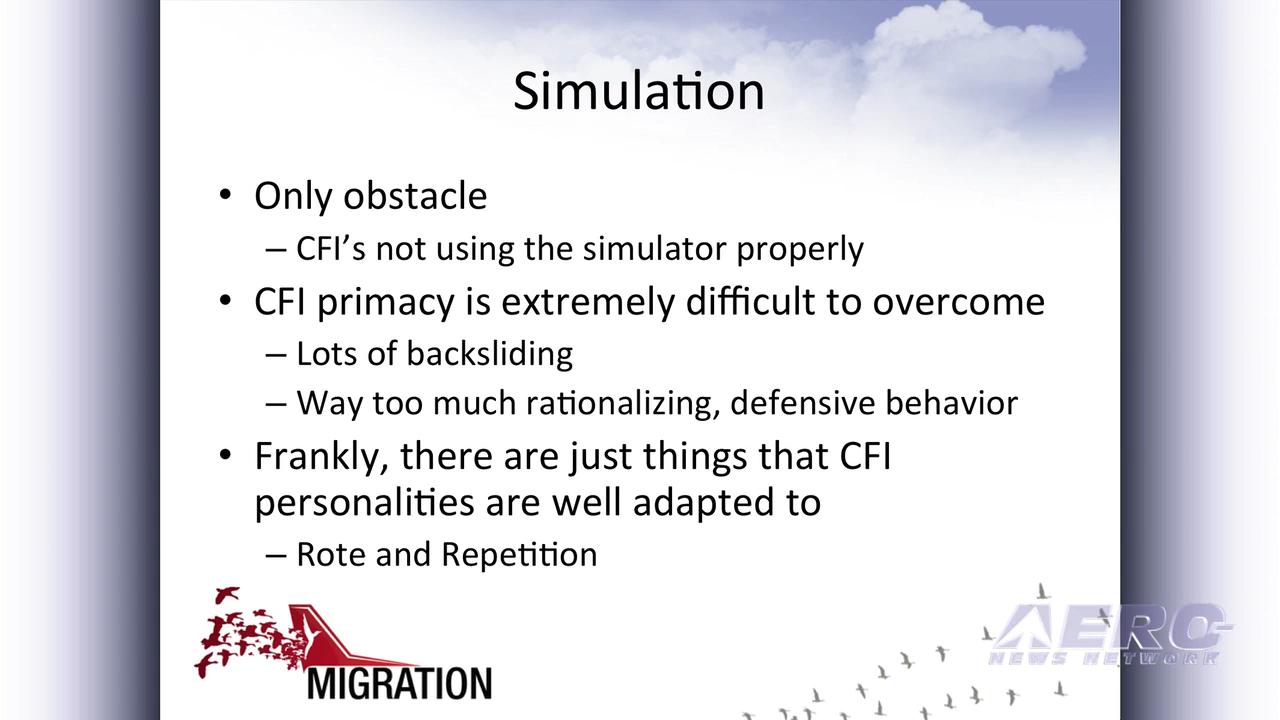 Simulation
• Only obstacle
– CFI’s not using the simulator properly
• CFI primacy is extremely difficult to overcome
– Lots of backsliding
– Way too much rationalizing, defensive behavior
• Frankly, there are just things that CFI
personalities are well adapted to
– Rote and Repetition
MIGRATION
AERO
NEWS NETWORK